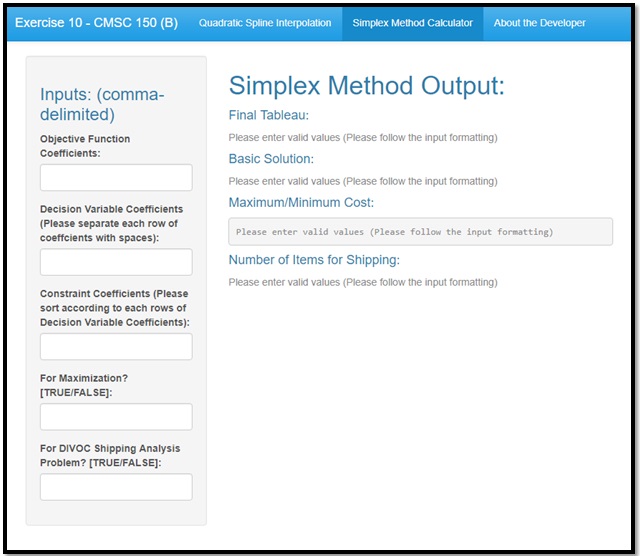 Exercise 10 - CMSC 150 (B) Quadratic Spline Interpolation Simplex Method Calculator About the Developer
Inputs: (comma-
delimited)
Objective Function
Coefficients:
Decision Variable Coefficients
(Please separate each row of
coeffcients with spaces):
Constraint Coefficients (Please
sort according to each rows of
Decision Variable Coefficients):
For Maximization?
[TRUE/FALSE]:
For DIVOC Shipping Analysis
Problem? [TRUE/FALSE]:
Simplex Method Output:
Final Tableau:
Please enter valid values (Please follow the input formatting)
Basic Solution:
Please enter valid values (Please follow the input formatting)
Maximum/Minimum Cost:
Please enter valid values (Please follow the input formatting)
Number of Items for Shipping:
Please enter valid values (Please follow the input formatting)